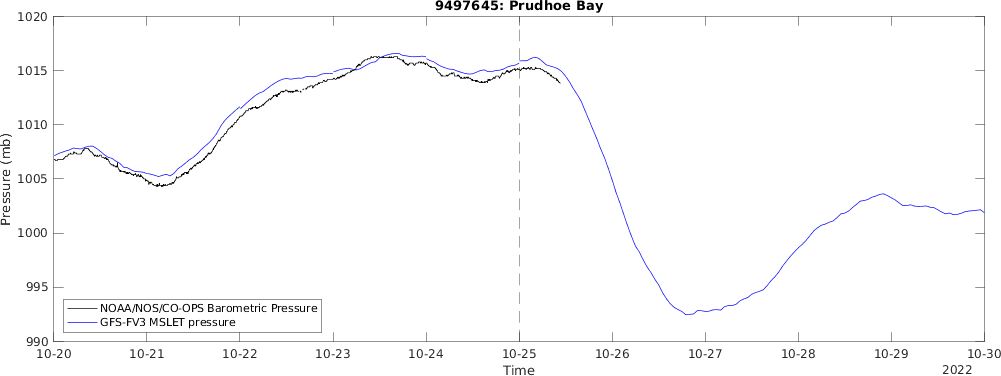 9497645: Prudhoe Bay
1020
1015
1010
1005
1000
995
990
Pressure (mb)
NOAA/NOS/CO-OPS Barometric Pressure
GFS-FV3 MSLET pressure
10-20 10-21 10-22 10-23 10-24 10-25 10-26 10-27 10-28 10-29 10-30
Time
2022